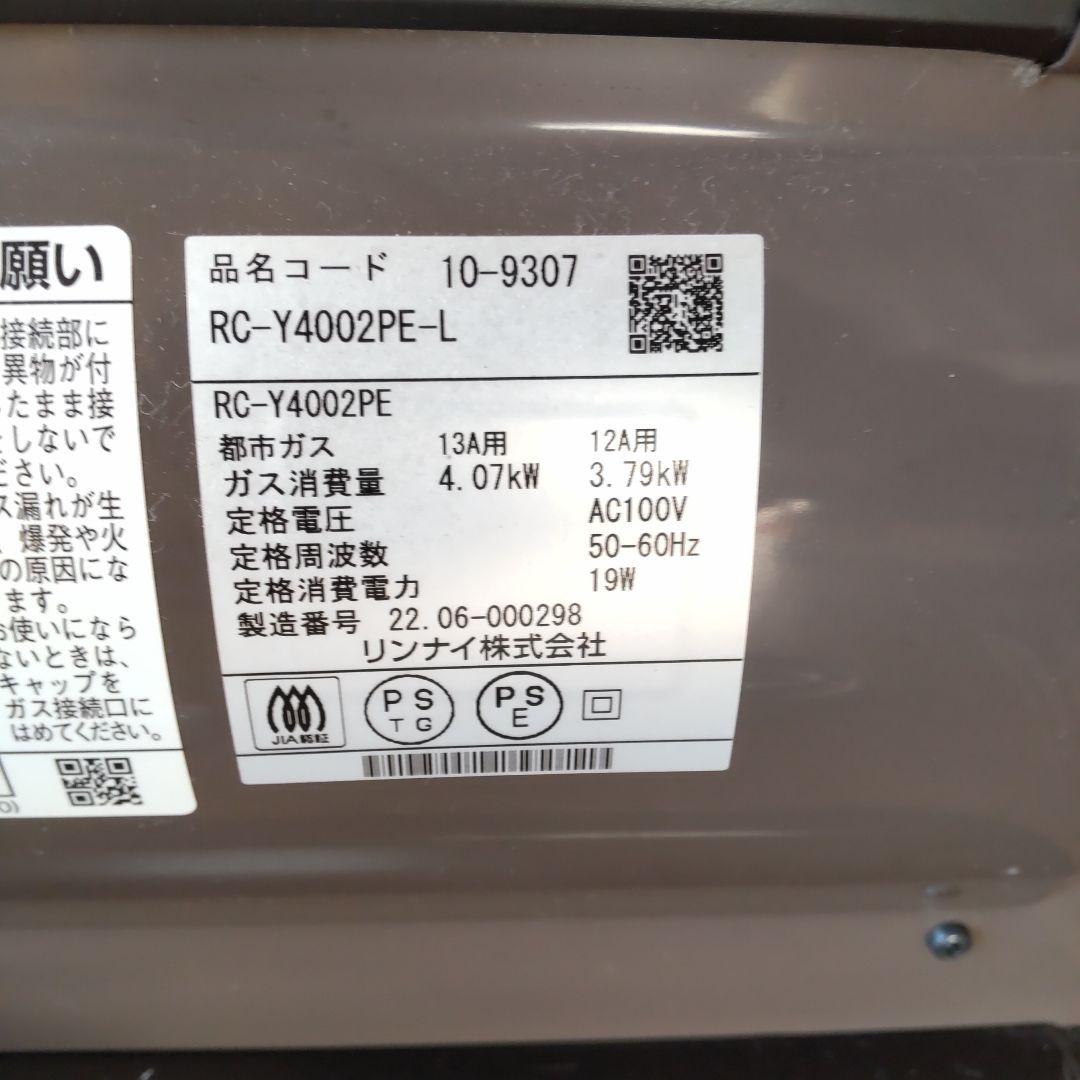 願い
接続部に
異物が付
たまま接
しないで
ださい。
ス漏れが生
、爆発や火
の原因にな
ます。
お使いになら
ないときは、
キャップを
ガス接続口に
はめてください。
品名コード 10-9307
RC-Y4002PE-L
RC-Y4002PE
都市ガス 13A用 12A用
ガス消費量 4.07kW 3.79kW
定格電圧 AC100V
定格周波数 50-60Hz
定格消費電力 19W
製造番号 22.06-000298
リンナイ株式会社
JIA認証
PS
TG
PS
E